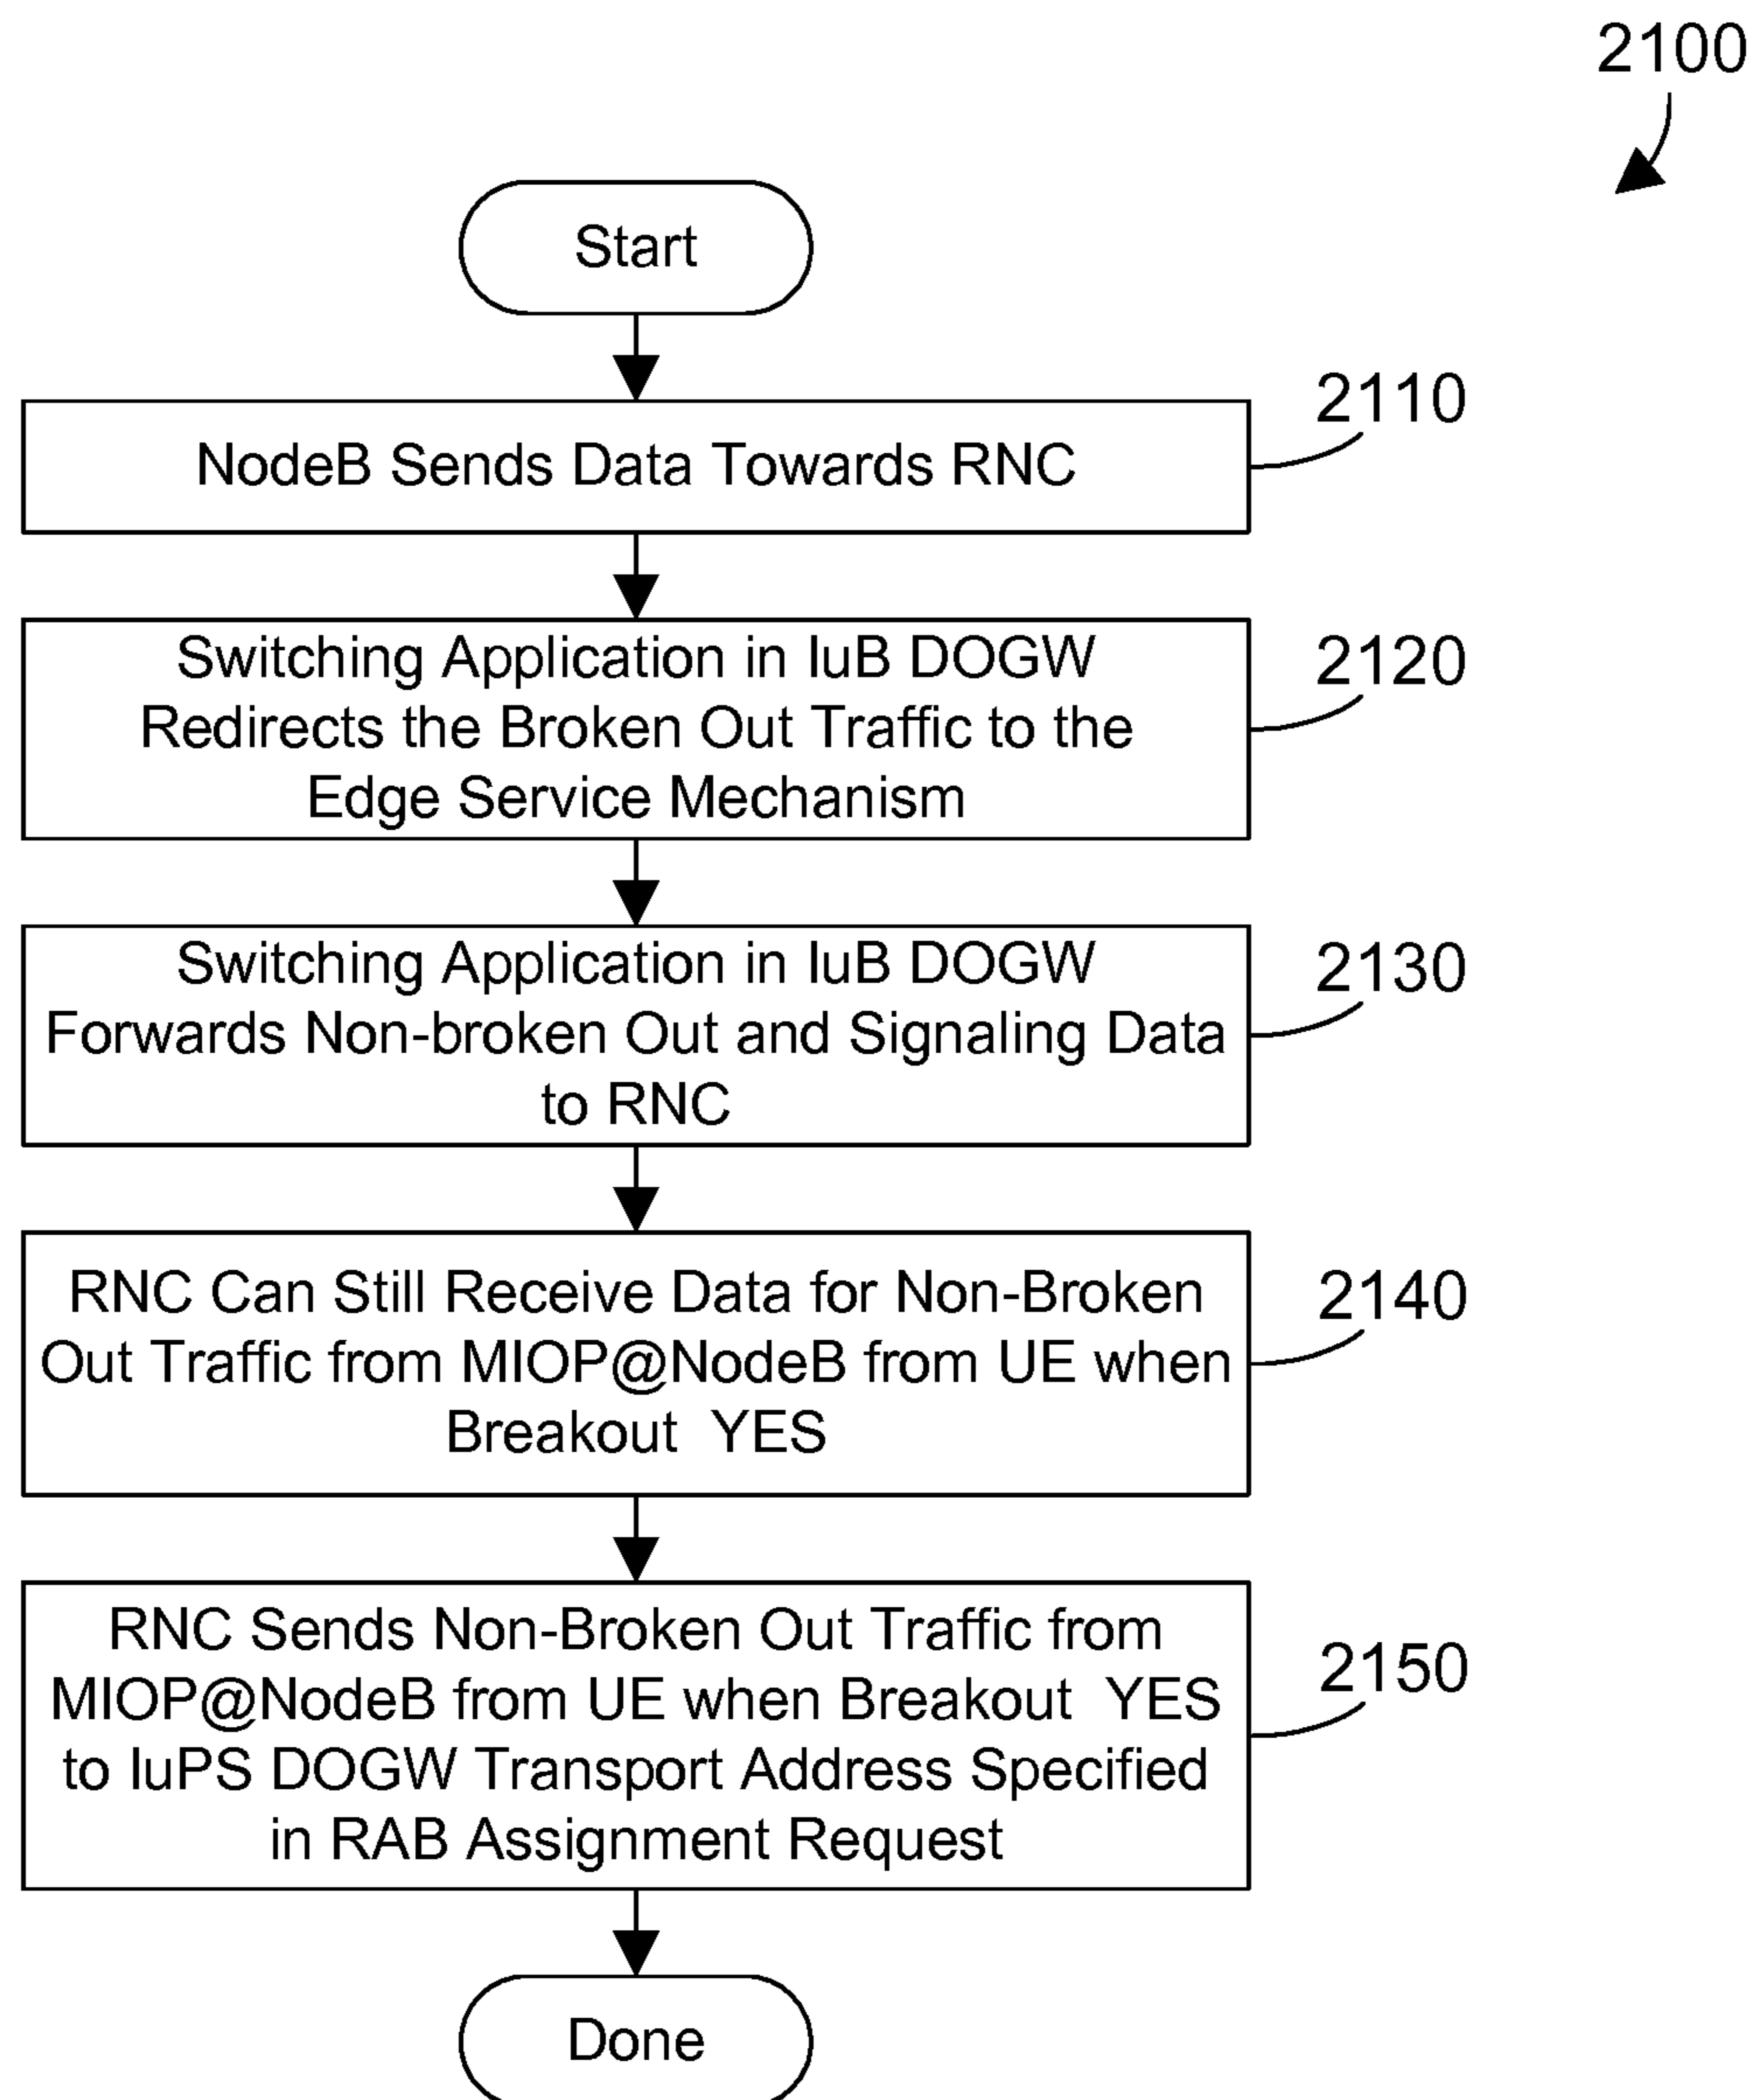 2100
Start
NodeB Sends Data Towards RNC
2110
Switching Application in IuB DOGW
Redirects the Broken Out Traffic to the
Edge Service Mechanism
2120
Switching Application in IuB DOGW
Forwards Non-broken Out and Signaling Data
to RNC
2130
RNC Can Still Receive Data for Non-Broken
Out Traffic from MIOP@NodeB from UE when
Breakout  YES
2140
RNC Sends Non-Broken Out Traffic from
MIOP@NodeB from UE when Breakout  YES
to IuPS DOGW Transport Address Specified
in RAB Assignment Request
2150
Done